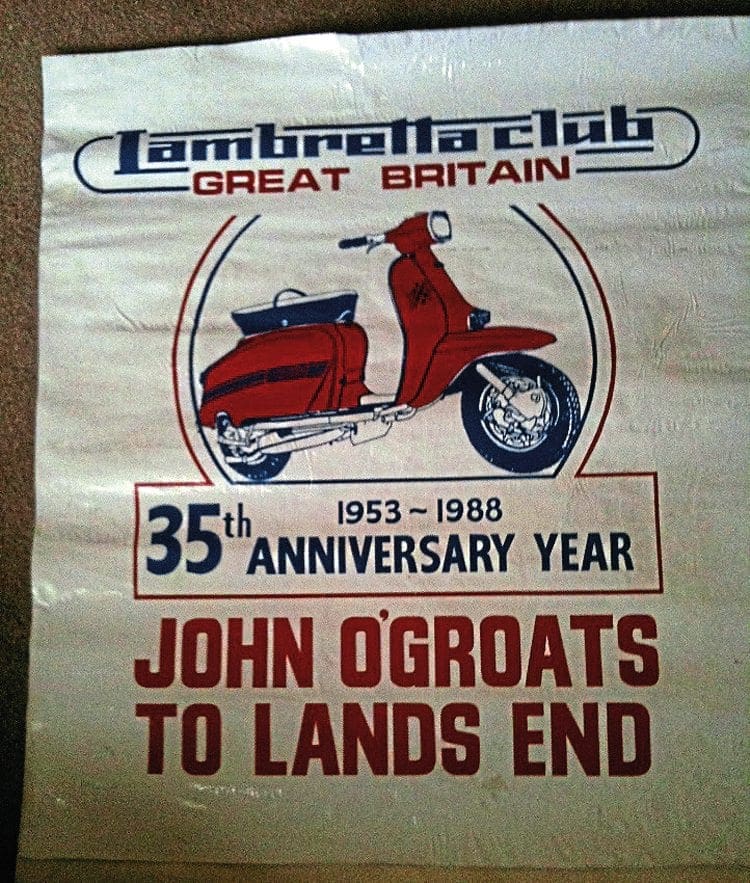 Lambretta club
GREAT BRITAIN
1953 ~ 1988
35th ANNIVERSARY YEAR
JOHN O'GROATS
TO LANDS END